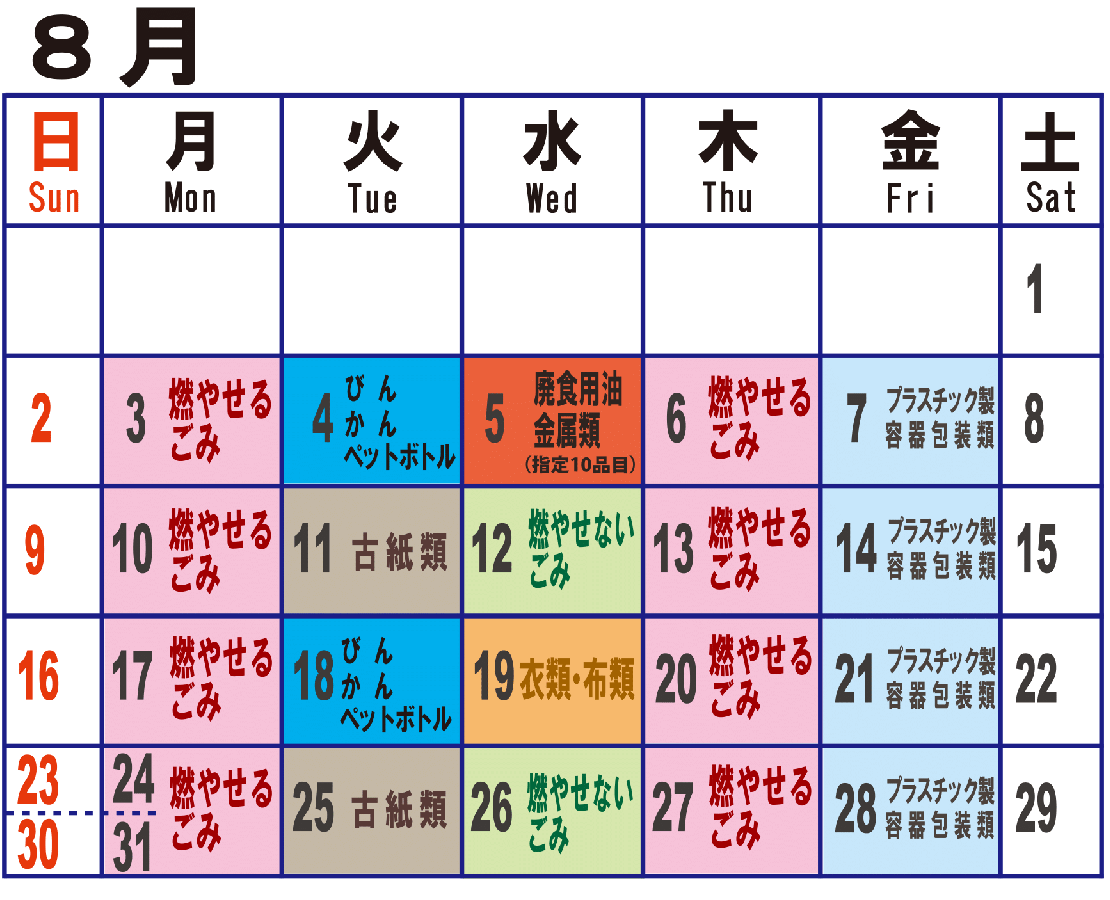 8月
日 月 火 水 木 金 土
Sun Mon Tue Wed Thu Fri Sat
1
2
3 燃やせる
ごみ
4 びん
かん
ペットボトル
5 廃食用油
金属類
(指定10品目)
6 燃やせる
ごみ
7 プラスチック製
容器包装類
8
9
10 燃やせる
ごみ
11 古紙類
12 燃やせない
ごみ
13 燃やせる
ごみ
14 プラスチック製
容器包装類
15
16
17 燃やせる
ごみ
18 びん
かん
ペットボトル
19 衣類・布類
20 燃やせる
ごみ
21 プラスチック製
容器包装類
22
23
30
24
31
燃やせる
ごみ
25 古紙類
26 燃やせない
ごみ
27 燃やせる
ごみ
28 プラスチック製
容器包装類
29